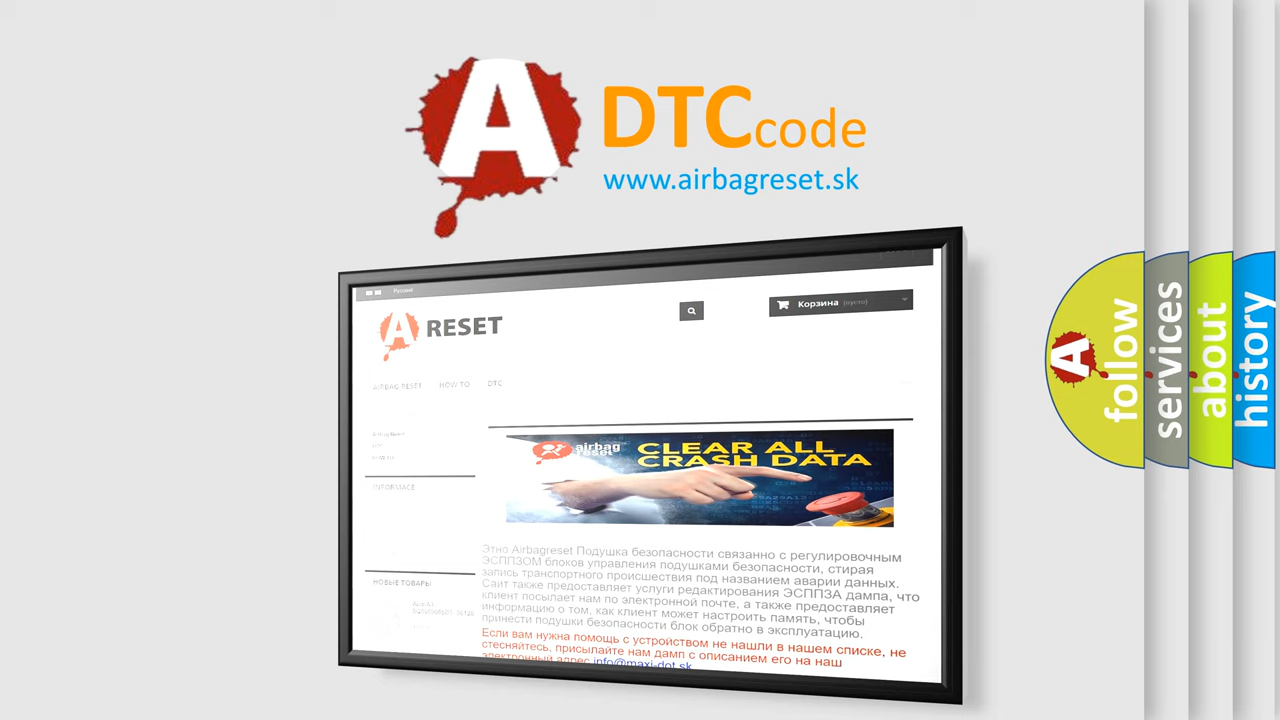 A
DTC code
www.airbagreset.sk
Русский
A RESET
Корзина (пусто)
AIRBAG RESET HOW TO DTC
INFORMACE
НОВЫЕ ТОВАРЫ
airbag
reset
CLEAR ALL
CRASH DATA
Этно Airbagreset Подушка безопасности связанно с регулировочным
ЭСППЗОМ блоков управления подушками безопасности, стирая
запись транспортного происшествия под названием аварии данных.
Сайт также предоставляет услуги редактирования ЭСППЗА дампа, что
клиент посылает нам по электронной почте, а также предоставляет
информацию о том, как клиент может настроить память, чтобы
принести подушки безопасности блок обратно в эксплуатацию.
Если вам нужна помощь с устройством не нашли в нашем списке, не
стесняйтесь, присылайте нам дамп с описанием его на наш
электронный адрес info@maxi-dot.sk
A
follow
services
about
history